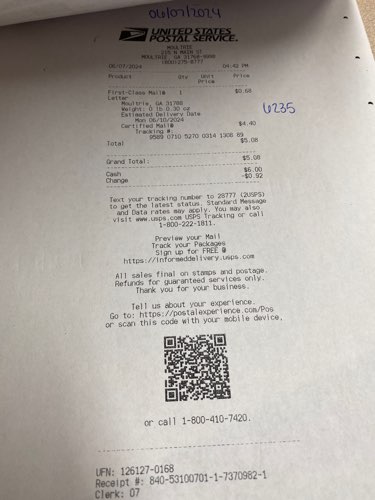 06/07/2024
UNITED STATES
POSTAL SERVICE.
MOULTRIE
215 N MAIN ST
MOULTRIE, GA 31768-9998
(800)275-8777
06/07/2024 04:42 PM
Product Qty Unit Price
Price
First-Class Mail® 1 $0.68
Letter
Moultrie, GA 31788
Weight: 0 lb 0.30 oz
Estimated Delivery Date
Mon 06/10/2024
Certified Mail® $4.40
Tracking #:
9589 0710 5270 0314 1308 89
Total $5.08
6235
Grand Total: $5.08
Cash $6.00
Change -$0.92
Text your tracking number to 28777 (2USPS)
to get the latest status. Standard Message
and Data rates may apply. You may also
visit www.usps.com USPS Tracking or call
1-800-222-1811.
Preview your Mail
Track your Packages
Sign up for FREE @
https://informeddelivery.usps.com
All sales final on stamps and postage.
Refunds for guaranteed services only.
Thank you for your business.
Tell us about your experience.
Go to: https://postalexperience.com/Pos
or scan this code with your mobile device,
or call 1-800-410-7420.
UFN: 126127-0168
Receipt #: 840-53100701-1-7370982-1
Clerk: 07